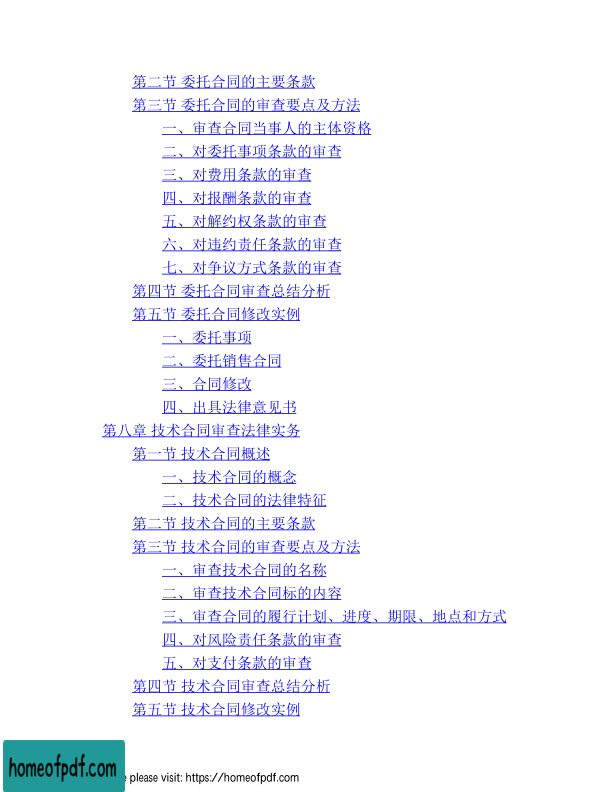 第二节 委托合同的主要条款
第三节 委托合同的审查要点及方法
一、审查合同当事人的主体资格
二、对委托事项条款的审查
三、对费用条款的审查
四、对报酬条款的审查
五、对解约权条款的审查
六、对违约责任条款的审查
七、对争议方式条款的审查
第四节 委托合同审查总结分析
第五节 委托合同修改实例
一、委托事项
二、委托销售合同
三、合同修改
四、出具法律意见书
第八章 技术合同审查法律实务
第一节 技术合同概述
一、技术合同的概念
二、技术合同的法律特征
第二节 技术合同的主要条款
第三节 技术合同的审查要点及方法
一、审查技术合同的名称
二、审查技术合同标的内容
三、审查合同的履行计划、进度、期限、地点和方式
四、对风险责任条款的审查
五、对支付条款的审查
第四节 技术合同审查总结分析
第五节 技术合同修改实例
homeofpdf.com
please visit: https://homeofpdf.com